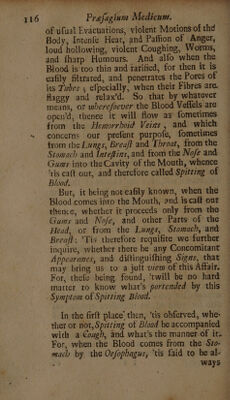 116 Præsagium Medicum.
of usual Evacuations, violent Motions of the
Body, Intense Heat, and Passion of Anger,
loud hollowing, violent Coughing, Worms,
and sharp Humours. And also when the
Blood is too thin and rarified, for then it is
easily filtrated, and penetrates the Pores of
its Tubes, especially, when their Fibres are
flaggy and relax'd. So that by whatever
means, or wheresoever the Blood Vessels are
open'd, thence it will flow as sometimes
from the Hemorrhoid Veins, and which
concerns our present purpose, sometimes
from the Lungs, Breast and Throat, from the
Stomach and Intestins, and from the Nose and
Gums into the Cavity of the Mouth, whence
'tis cast out, and therefore called Spitting of
Blood.
But, it being not easily known, when the
Blood comes into the Mouth, and is cast out
thence, whether it proceeds only from the
Gums and Nose, and other Parts of the
Head, or from the Lungs, Stomach, and
Breast: 'Tis therefore requisite we further
inquire, whether there be any Concomitant
Appearances, and distinguishing Signs, that
may bring us to a just view of this Affair.
For, these being found, 'twill be no hard
matter to know what's portended by this
Symptom of Spitting Blood.
In the first place then, 'tis observed, whe-
ther or not, Spitting of Blood be accompanied
with a Cough, and what's the manner of it.
For, when the Blood comes from the Sto-
mach by the Oesophagus, 'tis said to be al-
ways